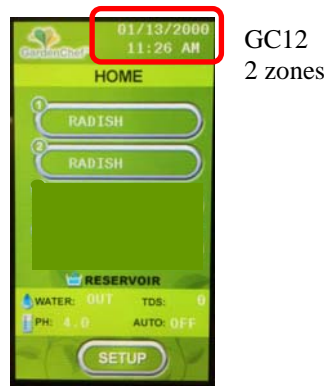 01/13/2000
GardenChef
11:26 AM
HOME
1 RADISH
2 RADISH
RESERVOIR
WATER: OUT TDS: 0
PH: 4.0 AUTO: OFF
SETUP
GC12
2 zones